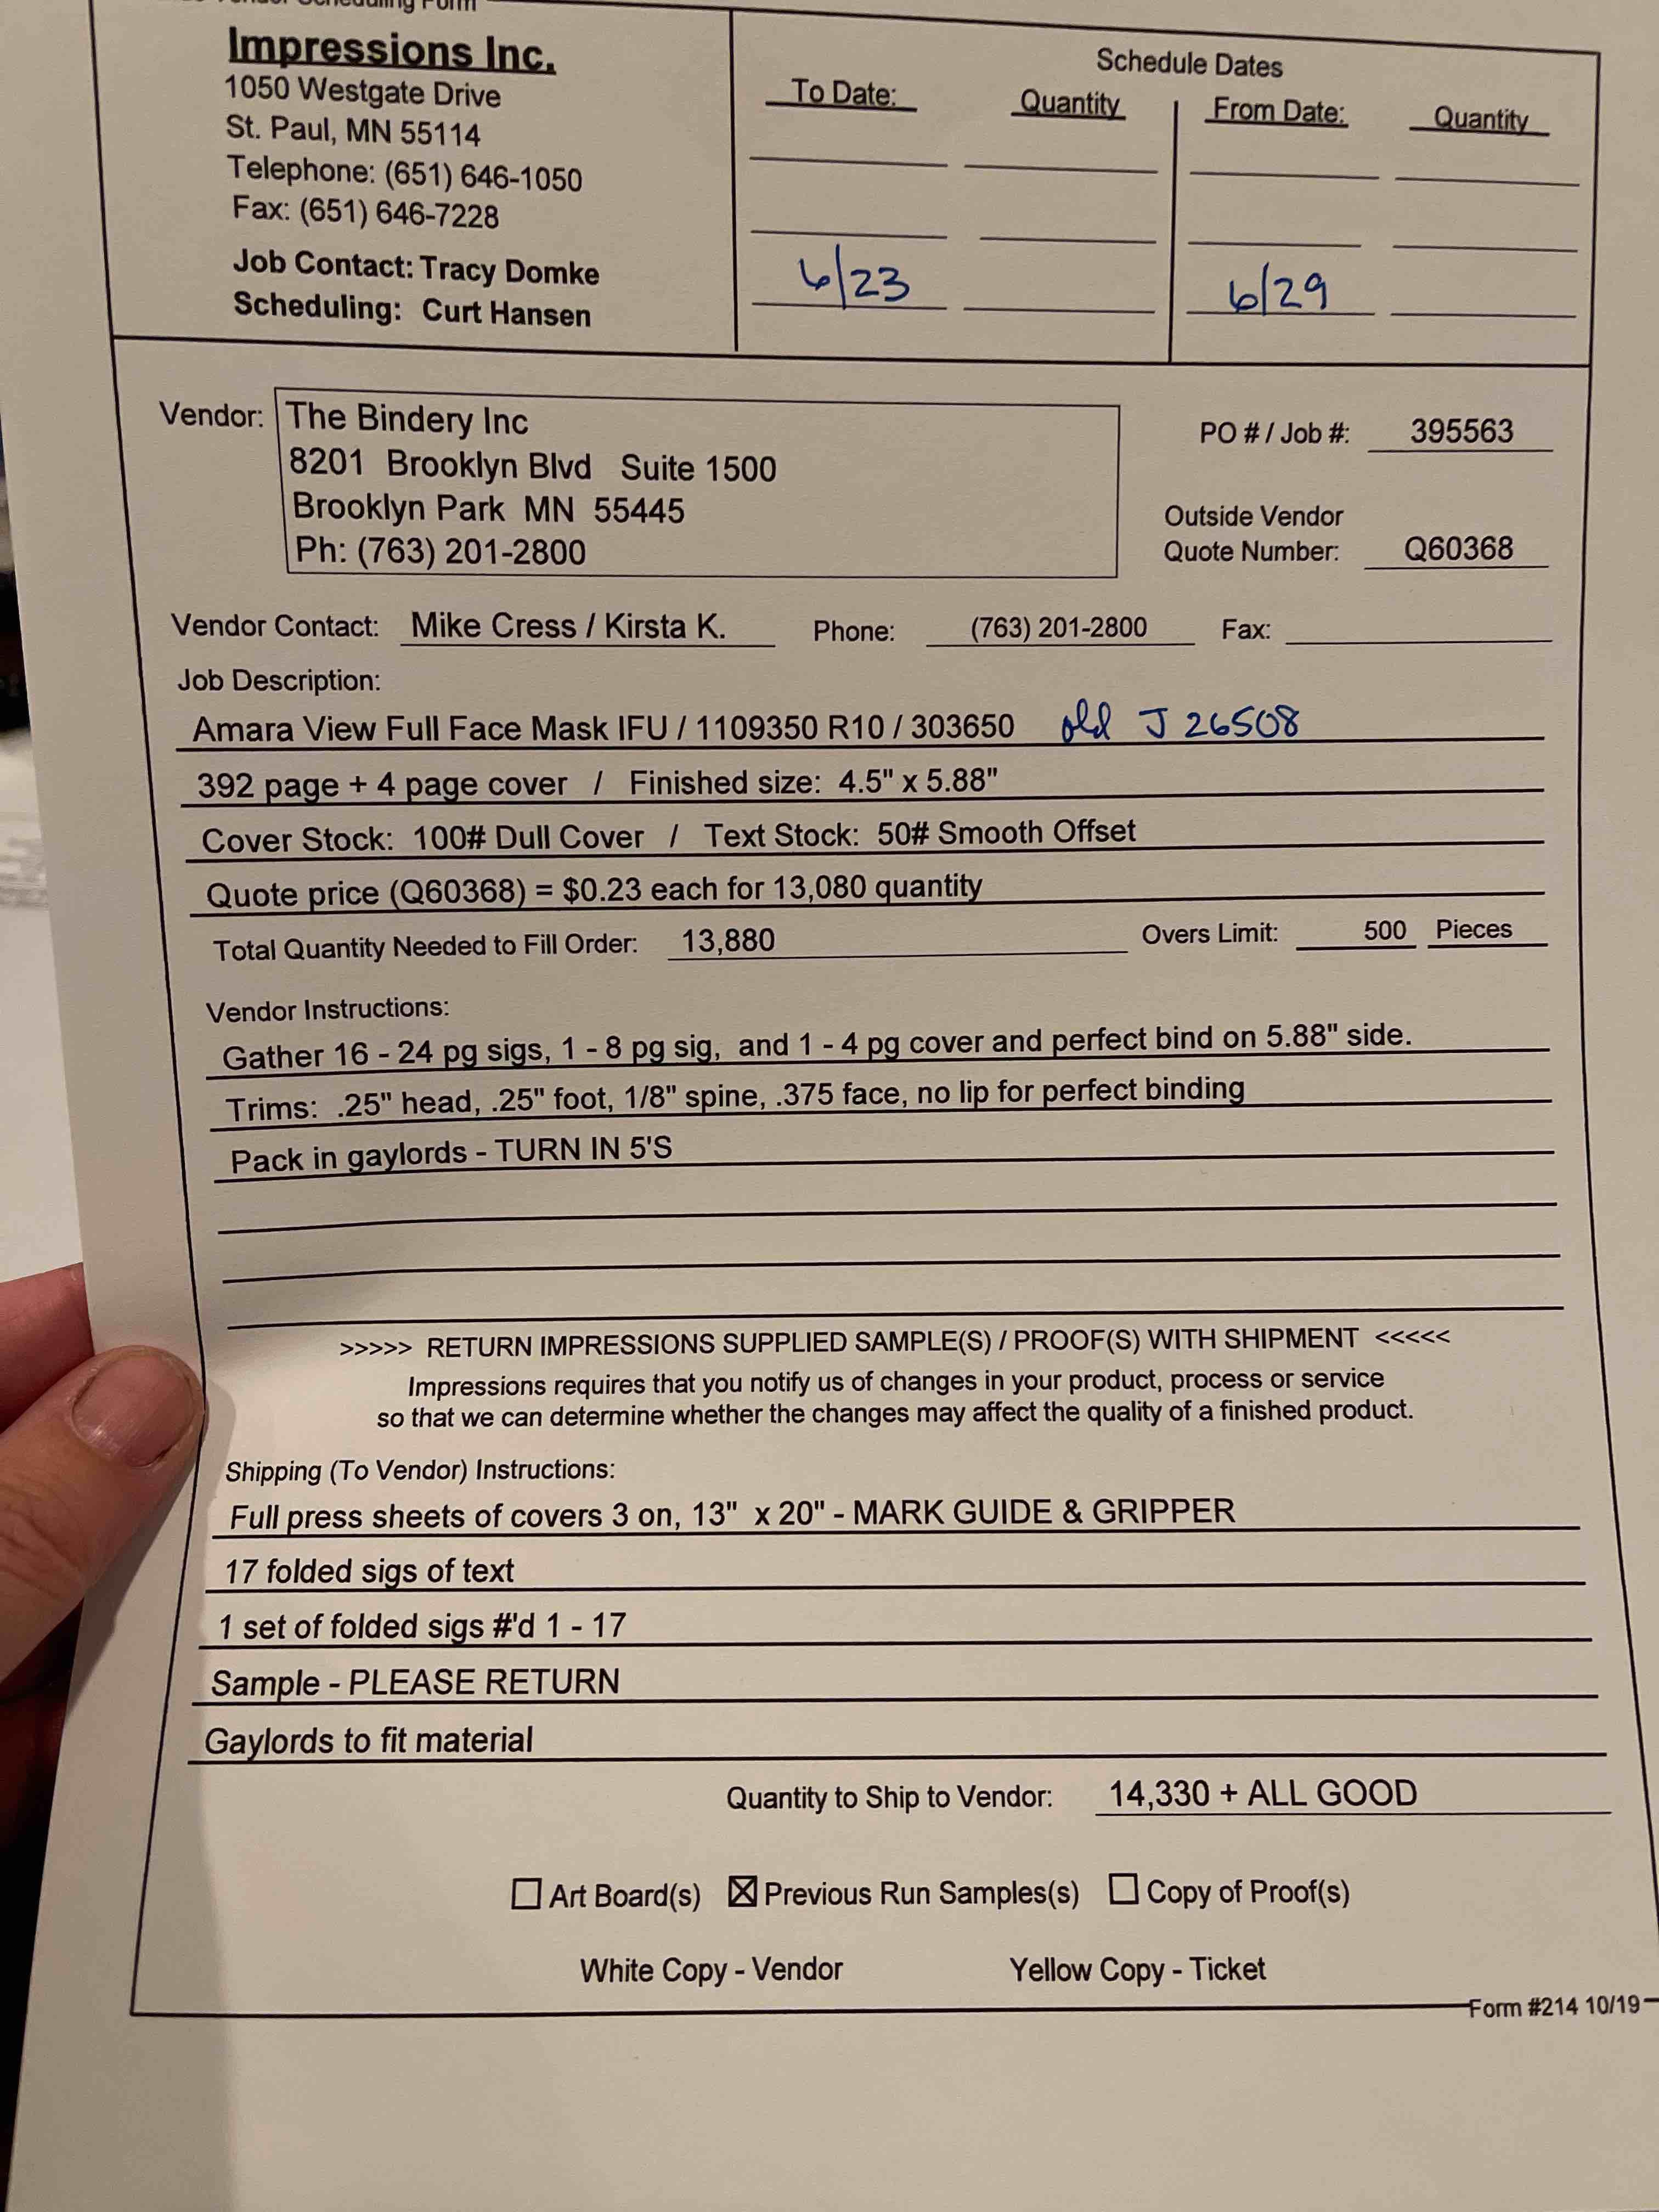 Vendor Scheduling Form
Impressions Inc.
1050 Westgate Drive
St. Paul, MN 55114
Telephone: (651) 646-1050
Fax: (651) 646-7228
Job Contact: Tracy Domke
Scheduling: Curt Hansen
Schedule Dates
To Date: Quantity From Date: Quantity
6/23 6/29
Vendor: The Bindery Inc
8201 Brooklyn Blvd Suite 1500
Brooklyn Park MN 55445
Ph: (763) 201-2800
PO # / Job #: 395563
Outside Vendor
Quote Number: Q60368
Vendor Contact: Mike Cress / Kirsta K. Phone: (763) 201-2800 Fax:
Job Description:
Amara View Full Face Mask IFU / 1109350 R10 / 303650 old J 26508
392 page + 4 page cover / Finished size: 4.5" x 5.88"
Cover Stock: 100# Dull Cover / Text Stock: 50# Smooth Offset
Quote price (Q60368) = $0.23 each for 13,080 quantity
Total Quantity Needed to Fill Order: 13,880 Overs Limit: 500 Pieces
Vendor Instructions:
Gather 16 - 24 pg sigs, 1 - 8 pg sig, and 1 - 4 pg cover and perfect bind on 5.88" side.
Trims: .25" head, .25" foot, 1/8" spine, .375 face, no lip for perfect binding
Pack in gaylords - TURN IN 5'S
>>>>> RETURN IMPRESSIONS SUPPLIED SAMPLE(S) / PROOF(S) WITH SHIPMENT <<<<<
Impressions requires that you notify us of changes in your product, process or service
so that we can determine whether the changes may affect the quality of a finished product.
Shipping (To Vendor) Instructions:
Full press sheets of covers 3 on, 13" x 20" - MARK GUIDE & GRIPPER
17 folded sigs of text
1 set of folded sigs #'d 1 - 17
Sample - PLEASE RETURN
Gaylords to fit material
Quantity to Ship to Vendor: 14,330 + ALL GOOD
☐ Art Board(s) ☒ Previous Run Samples(s) ☐ Copy of Proof(s)
White Copy - Vendor Yellow Copy - Ticket
Form #214 10/19